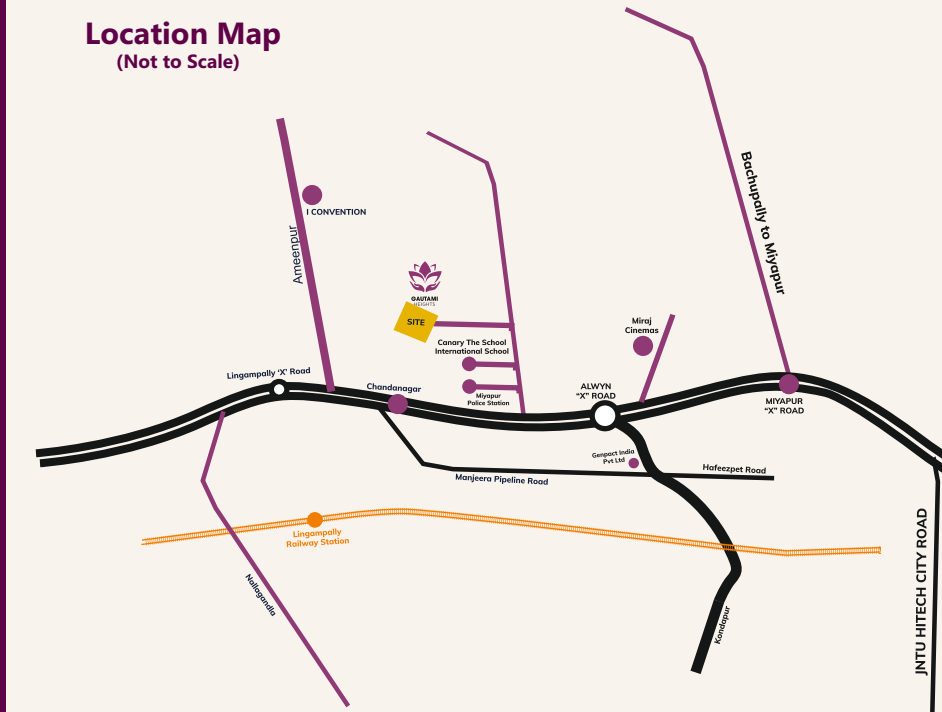 Location Map
(Not to Scale)
Bachupally to Miyapur
I CONVENTION
Ameenpur
GAUTAMI
HEIGHTS
SITE
Canary The School
International School
Miraj
Cinemas
Lingampally 'X' Road
Chandanagar
Miyapur
Police Station
ALWYN
"X" ROAD
MIYAPUR
"X" ROAD
Genpact India
Pvt Ltd
Hafeezpet Road
Manjeera Pipeline Road
Lingampally
Railway Station
Nallagandla
Kondapur
JNTU HITECH CITY ROAD